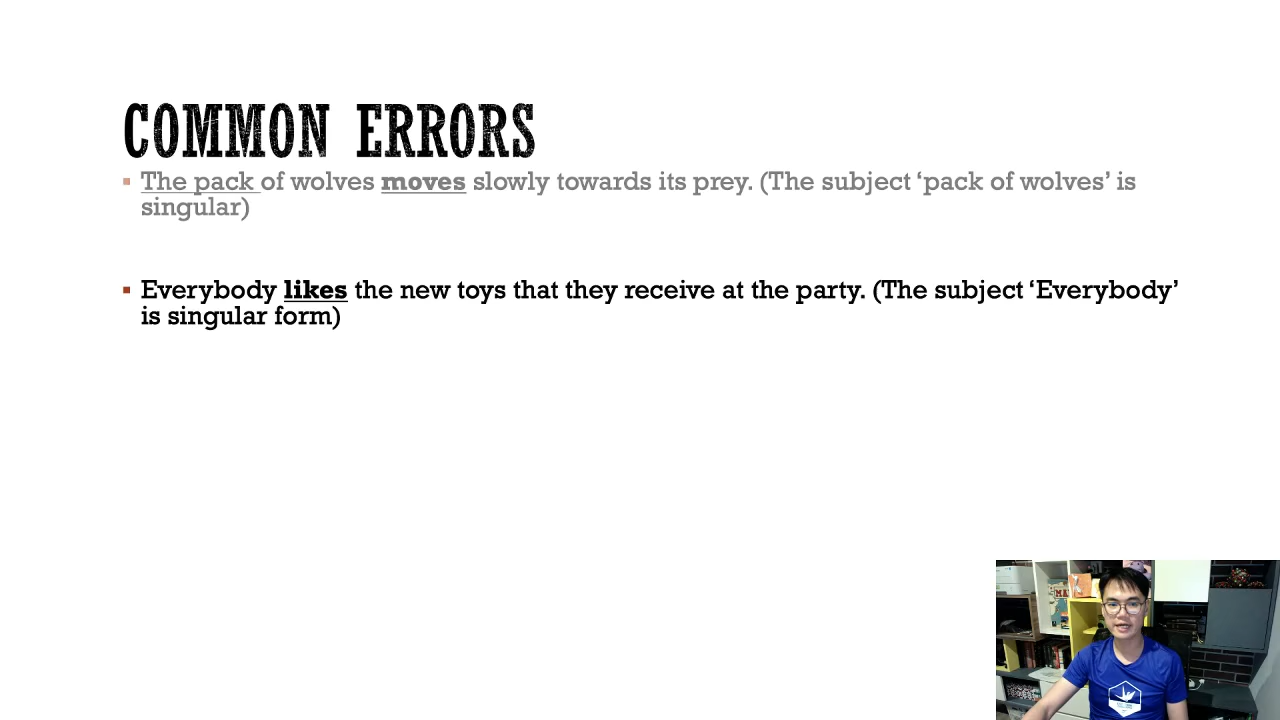 COMMON ERRORS
▪ The pack of wolves moves slowly towards its prey. (The subject ‘pack of wolves’ is
singular)
▪ Everybody likes the new toys that they receive at the party. (The subject ‘Everybody’
is singular form)